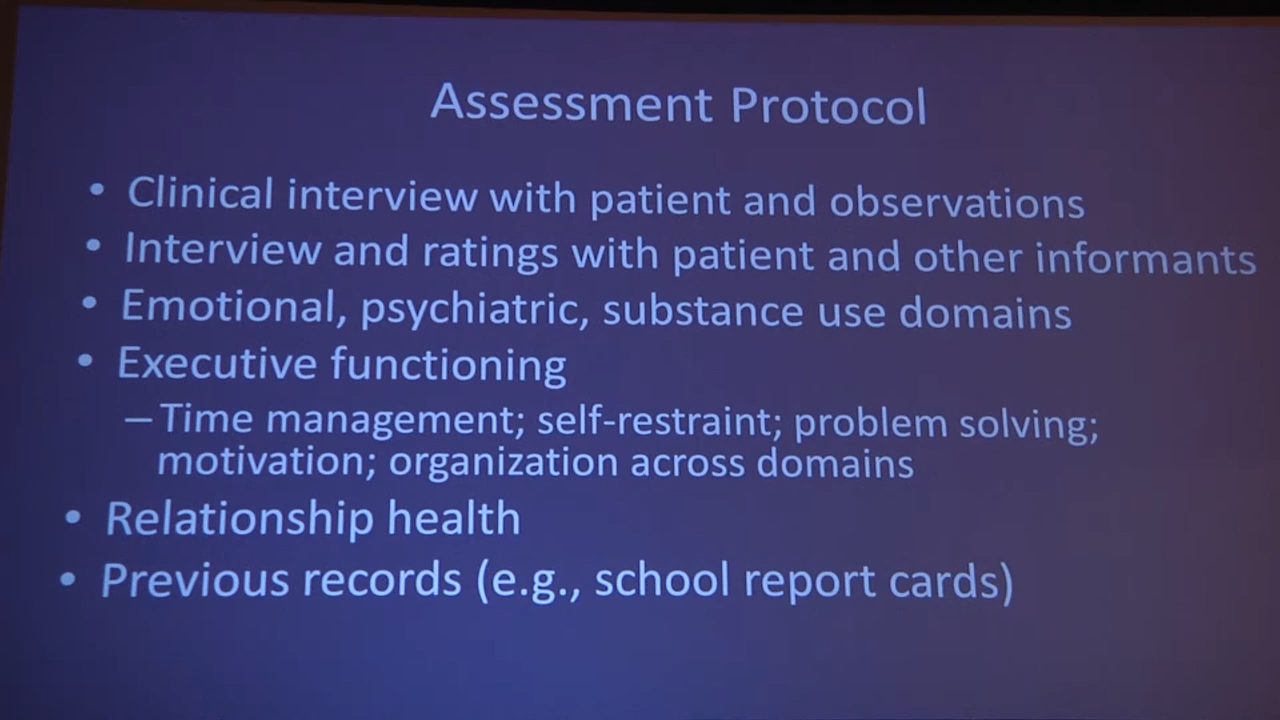 Assessment Protocol
• Clinical interview with patient and observations
• Interview and ratings with patient and other informants
• Emotional, psychiatric, substance use domains
• Executive functioning
– Time management; self-restraint; problem solving;
motivation; organization across domains
• Relationship health
• Previous records (e.g., school report cards)